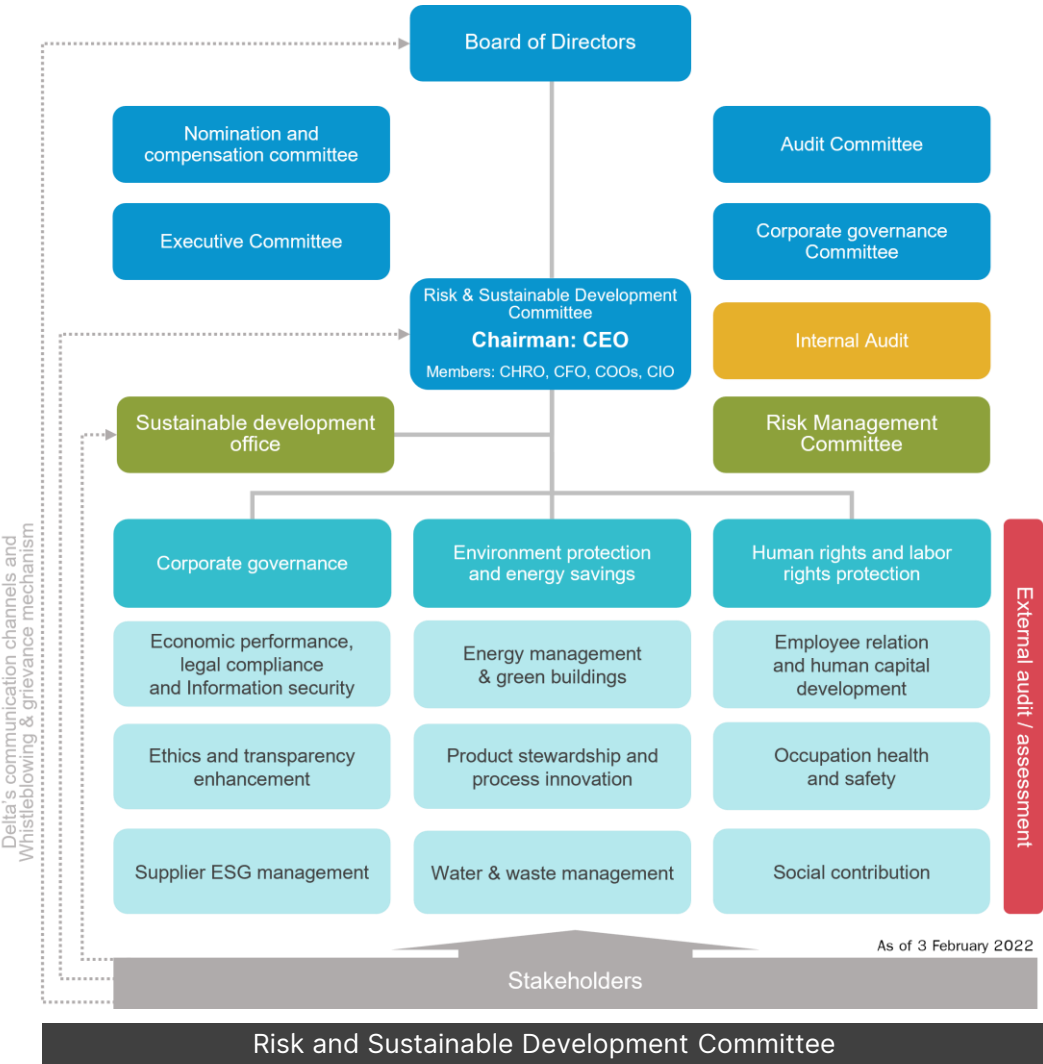 Board of Directors
Nomination and
compensation committee
Audit Committee
Executive Committee
Corporate governance
Committee
Risk & Sustainable Development
Committee
Chairman: CEO
Members: CHRO, CFO, COOs, CIO
Internal Audit
Sustainable development
office
Risk Management
Committee
Corporate governance
Environment protection
and energy savings
Human rights and labor
rights protection
Economic performance,
legal compliance
and Information security
Energy management
& green buildings
Employee relation
and human capital
development
Ethics and transparency
enhancement
Product stewardship and
process innovation
Occupation health
and safety
Supplier ESG management
Water & waste management
Social contribution
External audit / assessment
Delta's communication channels and
Whistleblowing & grievance mechanism
As of 3 February 2022
Stakeholders
Risk and Sustainable Development Committee